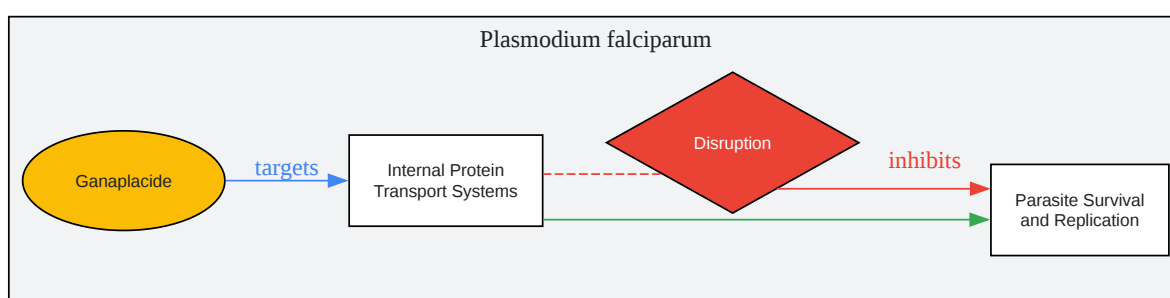 Plasmodium falciparum
Ganaplacide
targets
Internal Protein
Transport Systems
Disruption
inhibits
Parasite Survival
and Replication